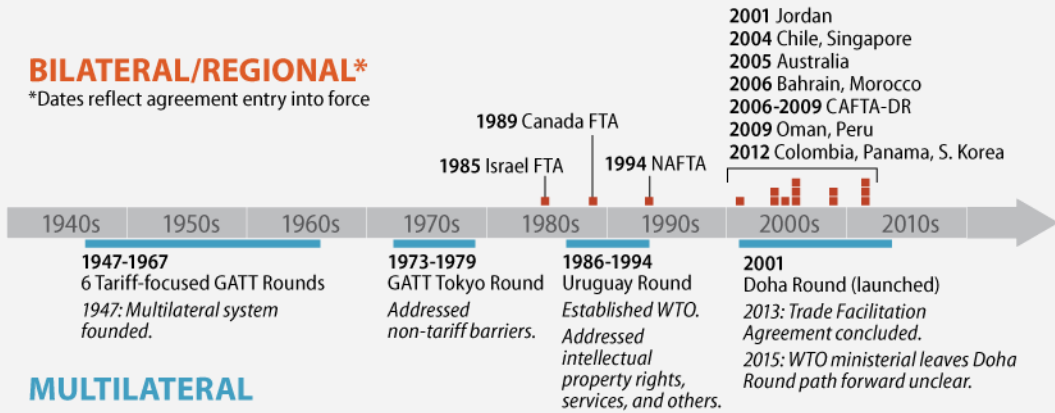 BILATERAL/REGIONAL*
*Dates reflect agreement entry into force
1985 Israel FTA
1989 Canada FTA
1994 NAFTA
2001 Jordan
2004 Chile, Singapore
2005 Australia
2006 Bahrain, Morocco
2006-2009 CAFTA-DR
2009 Oman, Peru
2012 Colombia, Panama, S. Korea
1940s 1950s 1960s 1970s 1980s 1990s 2000s 2010s
1947-1967
6 Tariff-focused GATT Rounds
1947: Multilateral system
founded.
1973-1979
GATT Tokyo Round
Addressed
non-tariff barriers.
1986-1994
Uruguay Round
Established WTO.
Addressed
intellectual
property rights,
services, and others.
2001
Doha Round (launched)
2013: Trade Facilitation
Agreement concluded.
2015: WTO ministerial leaves Doha
Round path forward unclear.
MULTILATERAL